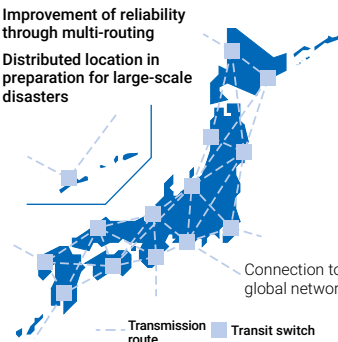 Improvement of reliability
through multi-routing
Distributed location in
preparation for large-scale
disasters
Connection to
global networ
Transmission
route
Transit switch